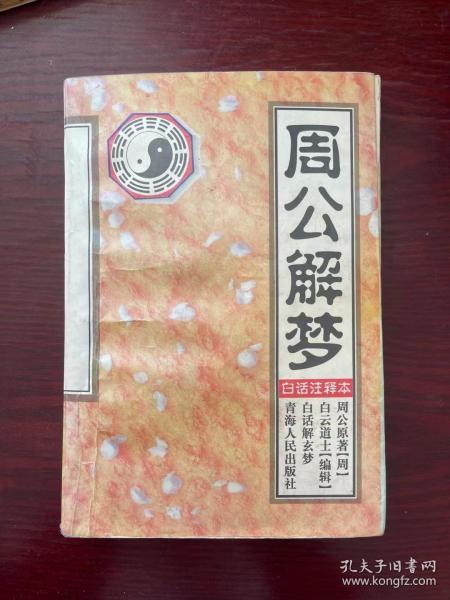 周公解梦
白话注释本
周公原著【周】
白云道士【编辑】
白话解玄梦
青海人民出版社
孔夫子旧书网
www.kongfz.com